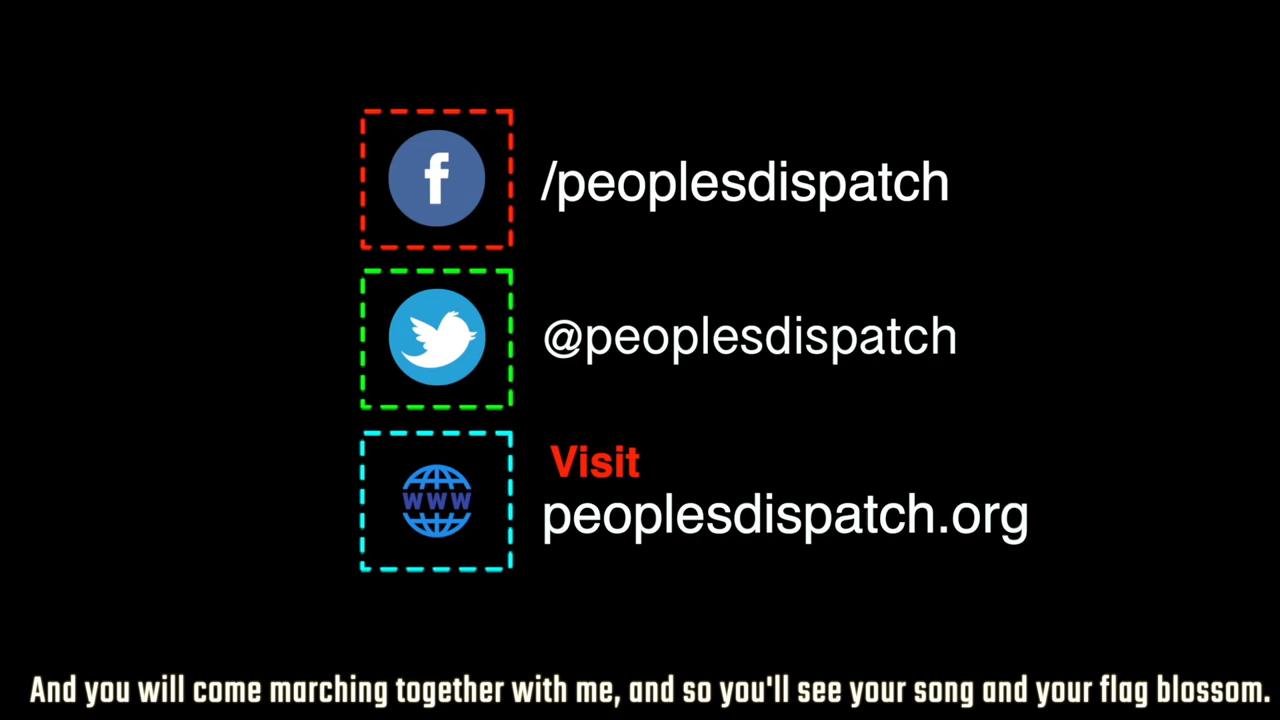 f
/peoplesdispatch
@peoplesdispatch
Visit
WWW
peoplesdispatch.org
And you will come marching together with me, and so you'll see your song and your flag blossom.